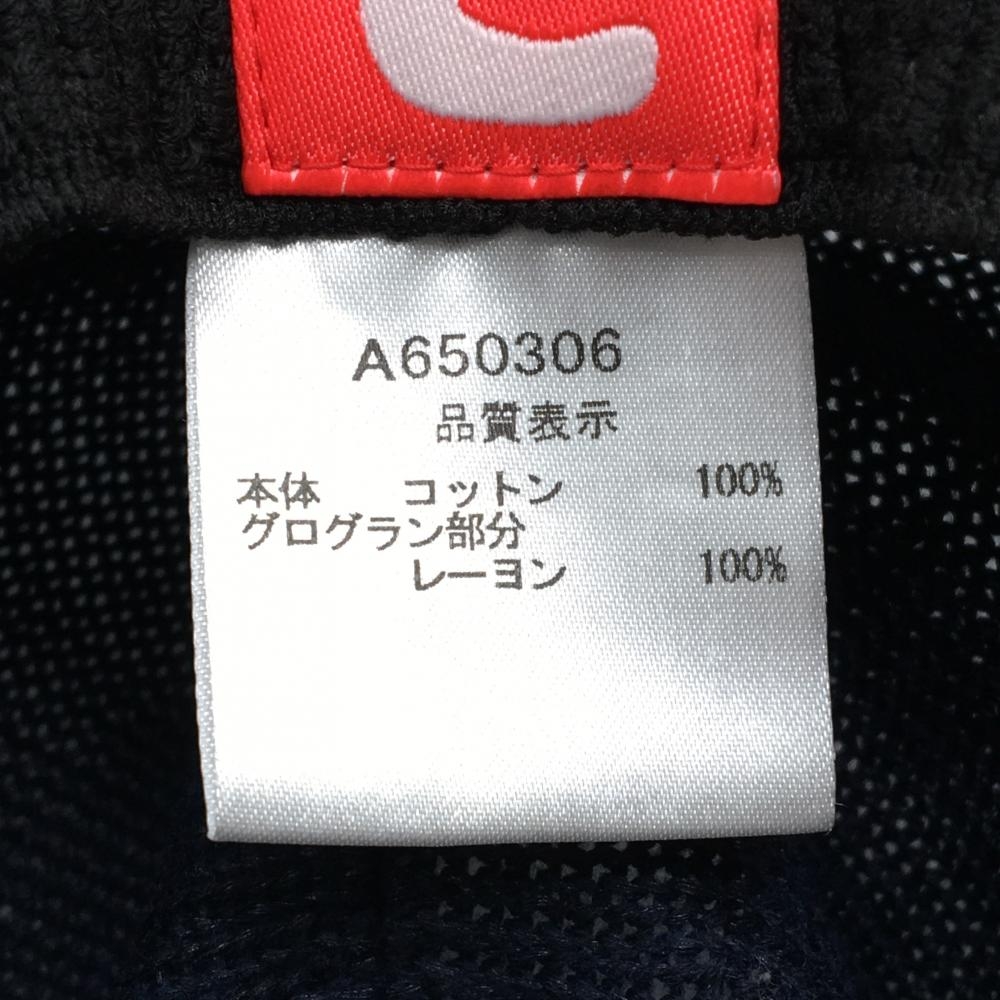 A650306
品質表示
本体 コットン 100%
グログラン部分
レーヨン 100%